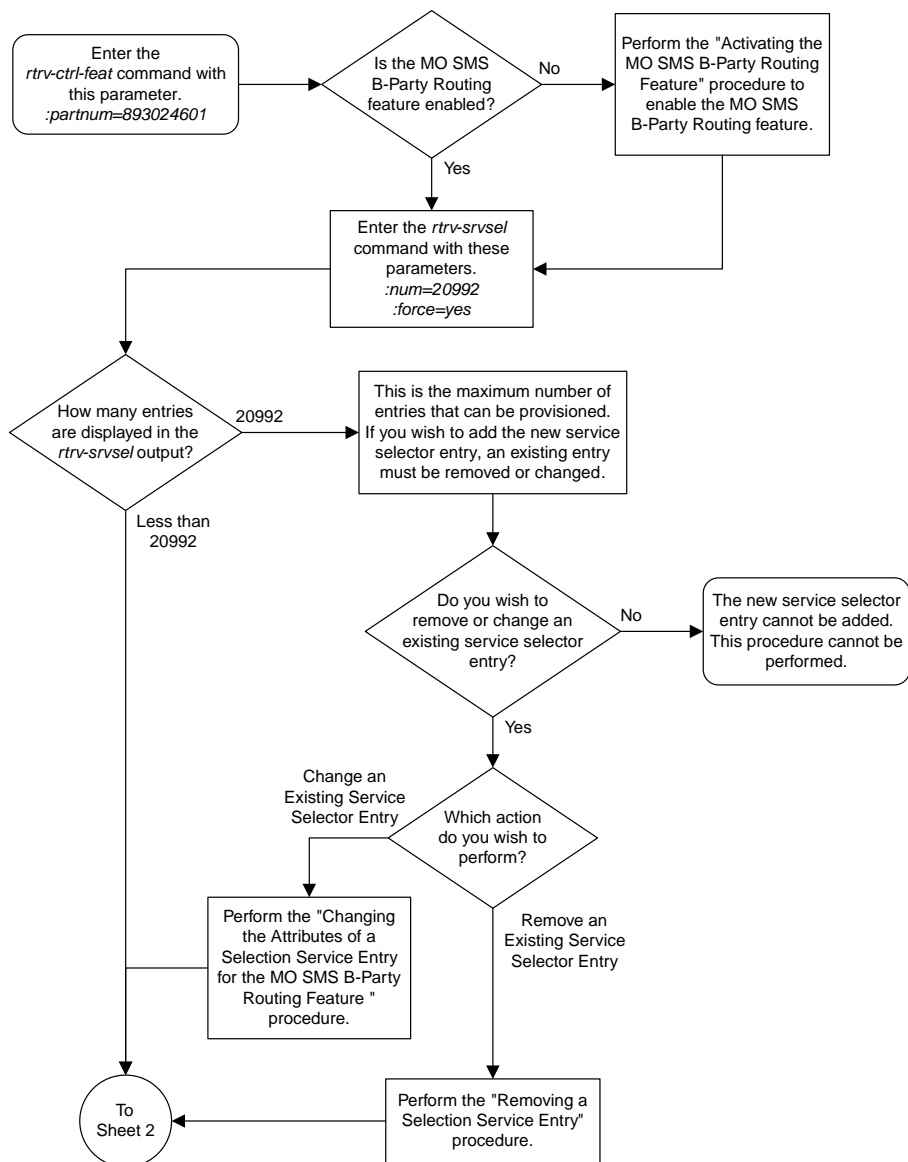 Enter the
rtrv-ctrl-feat command with
this parameter.
:partnum=893024601
Is the MO SMS
B-Party Routing
feature enabled?
No
Perform the "Activating the
MO SMS B-Party Routing
Feature" procedure to
enable the MO SMS
B-Party Routing feature.
Yes
Enter the rtrv-srvsel
command with these
parameters.
:num=20992
:force=yes
How many entries
are displayed in the
rtrv-srvsel output?
20992
This is the maximum number of
entries that can be provisioned.
If you wish to add the new service
selector entry, an existing entry
must be removed or changed.
Less than
20992
Do you wish to
remove or change an
existing service selector
entry?
No
The new service selector
entry cannot be added.
This procedure cannot be
performed.
Yes
Change an
Existing Service
Selector Entry
Which action
do you wish to
perform?
Perform the "Changing
the Attributes of a
Selection Service Entry
for the MO SMS B-Party
Routing Feature "
procedure.
Remove an
Existing Service
Selector Entry
To
Sheet 2
Perform the "Removing a
Selection Service Entry"
procedure.